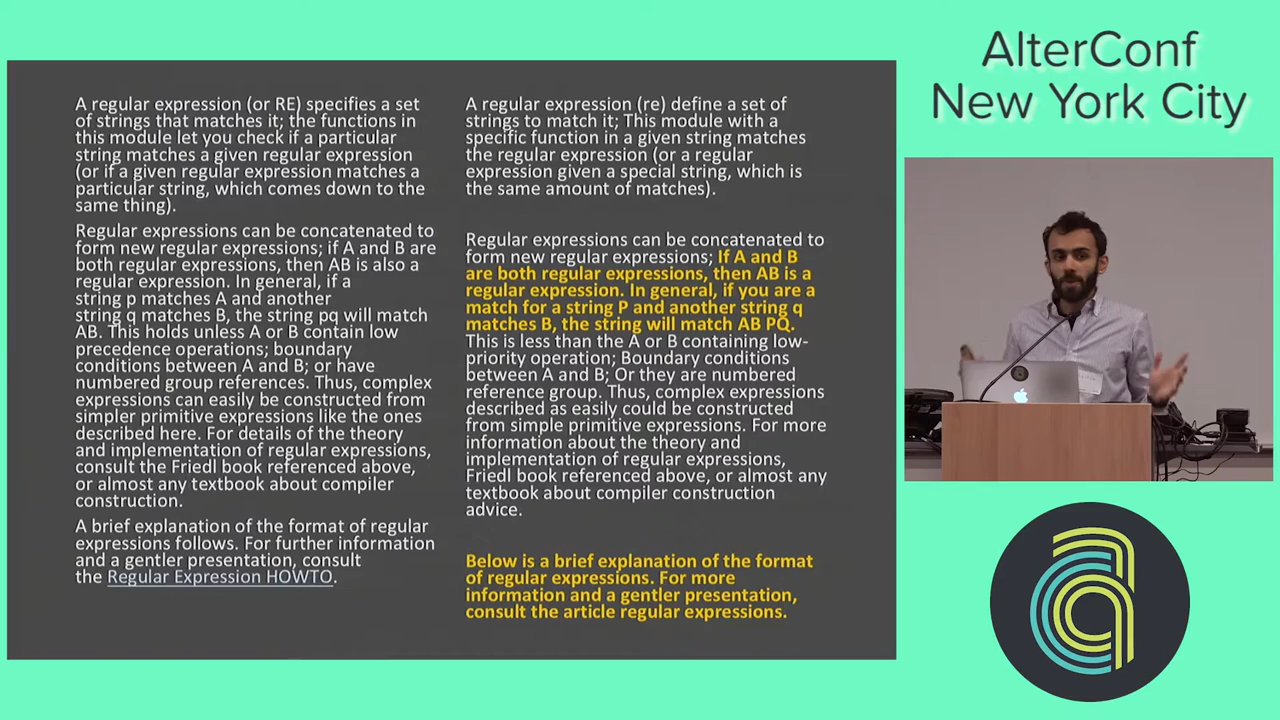 AlterConf
New York City
A regular expression (or RE) specifies a set
of strings that matches it; the functions in
this module let you check if a particular
string matches a given regular expression
(or if a given regular expression matches a
particular string, which comes down to the
same thing).
Regular expressions can be concatenated to
form new regular expressions; if A and B are
both regular expressions, then AB is also a
regular expression. In general, if a
string p matches A and another
string q matches B, the string pq will match
AB. This holds unless A or B contain low
precedence operations; boundary
conditions between A and B; or have
numbered group references. Thus, complex
expressions can easily be constructed from
simpler primitive expressions like the ones
described here. For details of the theory
and implementation of regular expressions,
consult the Friedl book referenced above,
or almost any textbook about compiler
construction.
A brief explanation of the format of regular
expressions follows. For further information
and a gentler presentation, consult
the Regular Expression HOWTO.
A regular expression (re) define a set of
strings to match it; This module with a
specific function in a given string matches
the regular expression (or a regular
expression given a special string, which is
the same amount of matches).
Regular expressions can be concatenated to
form new regular expressions; If A and B
are both regular expressions, then AB is a
regular expression. In general, if you are a
match for a string P and another string q
matches B, the string will match AB PQ.
This is less than the A or B containing low-
priority operation; Boundary conditions
between A and B; Or they are numbered
reference group. Thus, complex expressions
described as easily could be constructed
from simple primitive expressions. For more
information about the theory and
implementation of regular expressions,
Friedl book referenced above, or almost any
textbook about compiler construction
advice.
Below is a brief explanation of the format
of regular expressions. For more
information and a gentler presentation,
consult the article regular expressions.